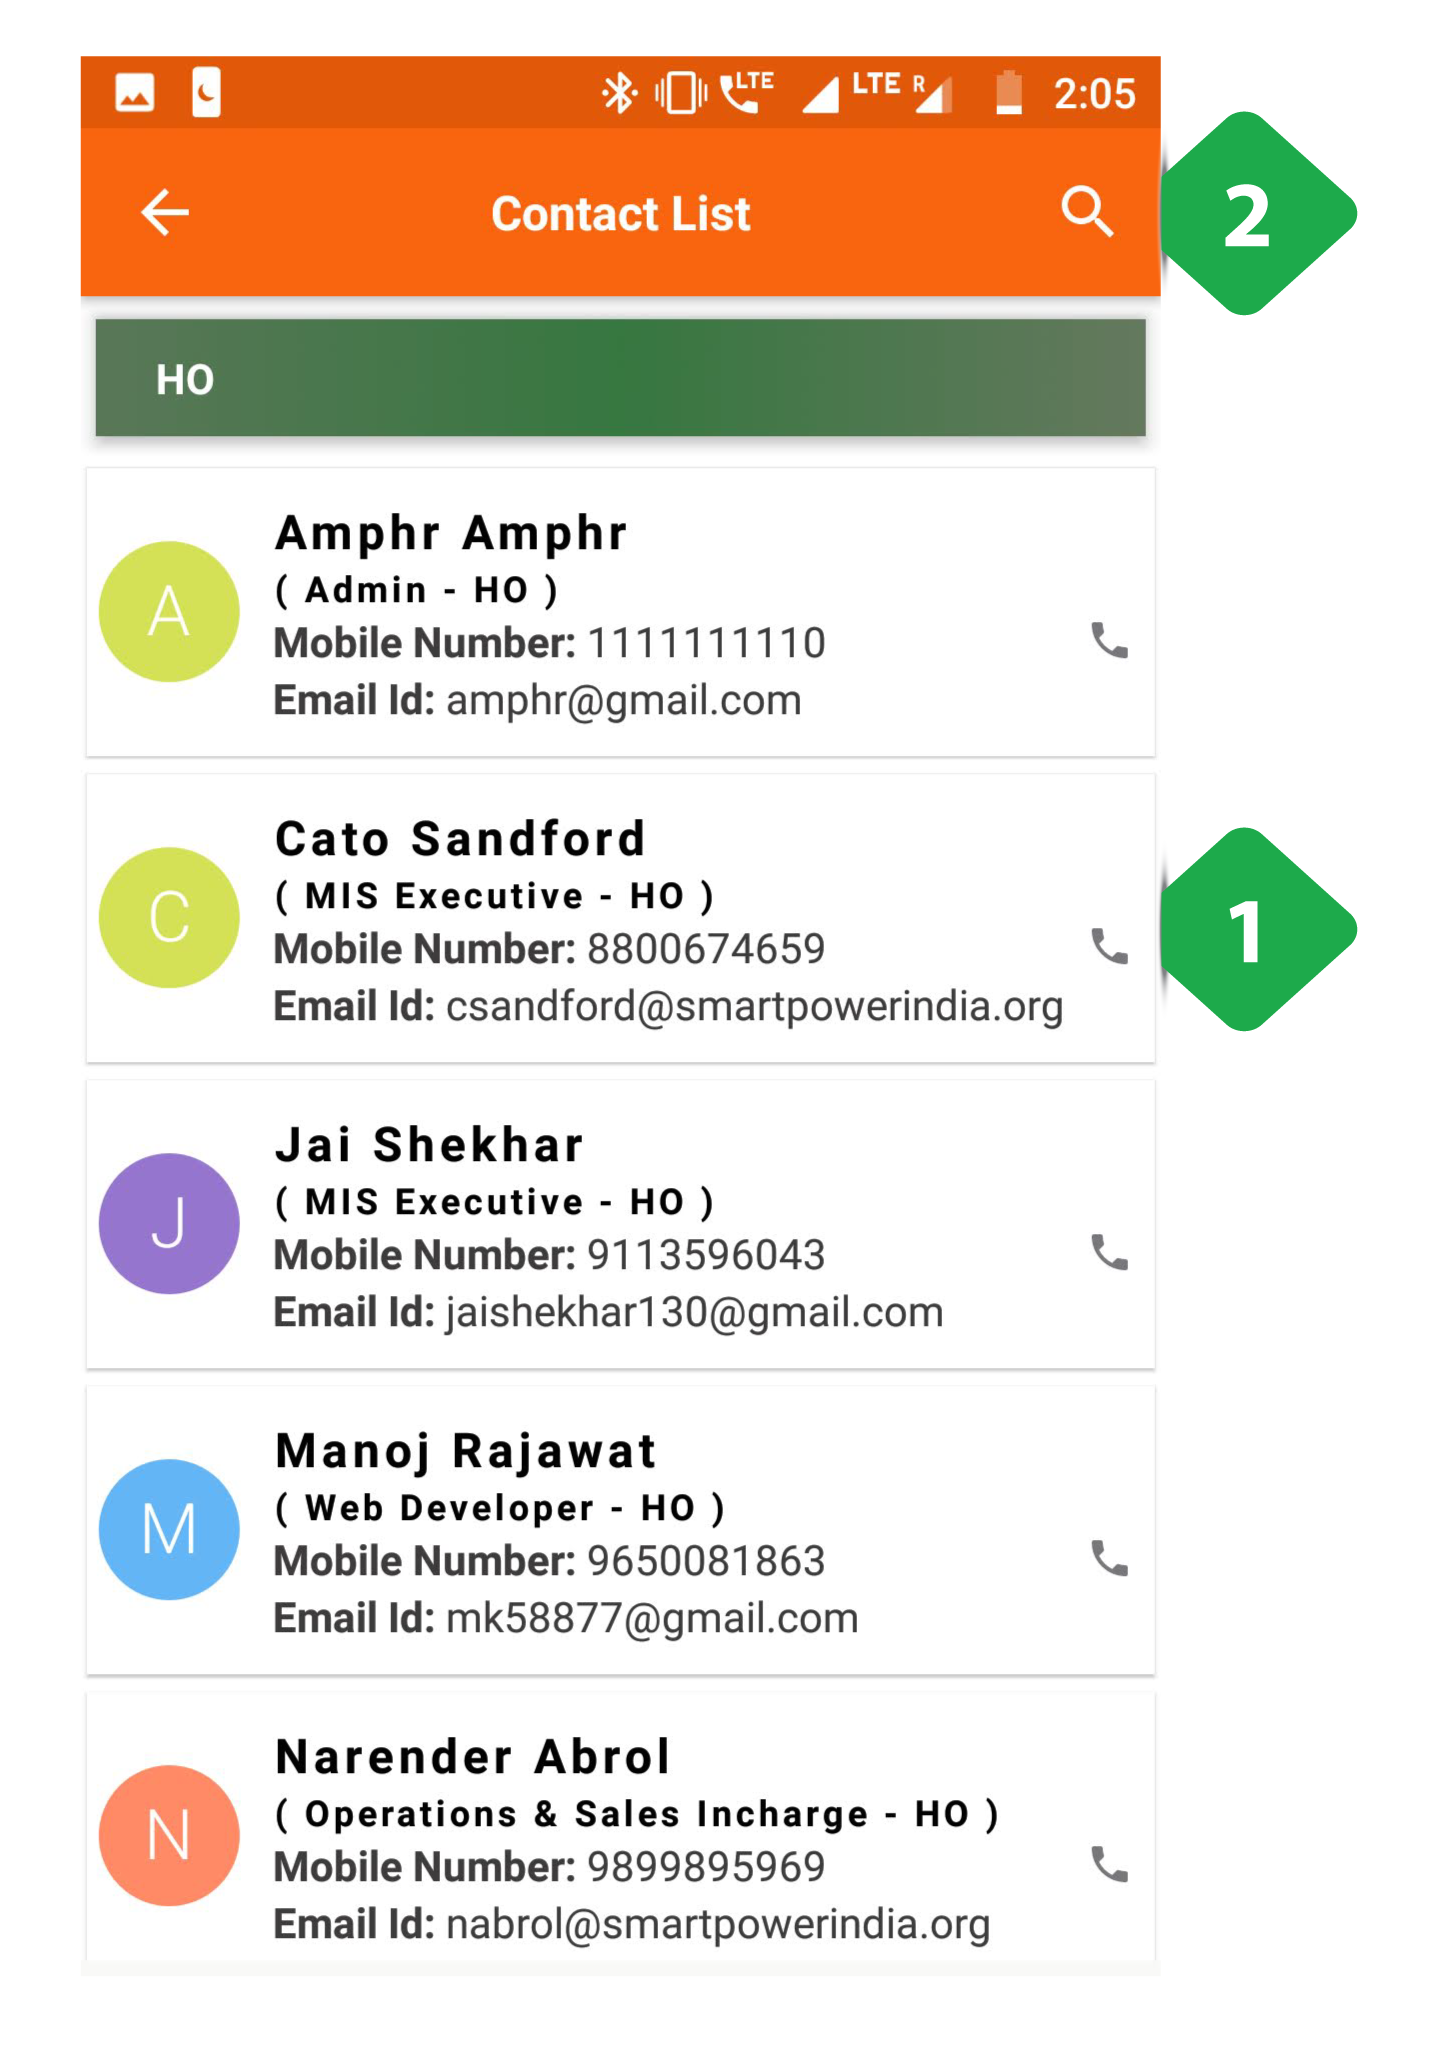 LTE LTE R 2:05
Contact List
2
HO
A
Amphr Amphr
( Admin - HO )
Mobile Number: 1111111110
Email Id: amphr@gmail.com
C
Cato Sandford
( MIS Executive - HO )
Mobile Number: 8800674659
Email Id: csandford@smartpowerindia.org
1
J
Jai Shekhar
( MIS Executive - HO )
Mobile Number: 9113596043
Email Id: jaishekhar130@gmail.com
M
Manoj Rajawat
( Web Developer - HO )
Mobile Number: 9650081863
Email Id: mk58877@gmail.com
N
Narender Abrol
( Operations & Sales Incharge - HO )
Mobile Number: 9899895969
Email Id: nabrol@smartpowerindia.org